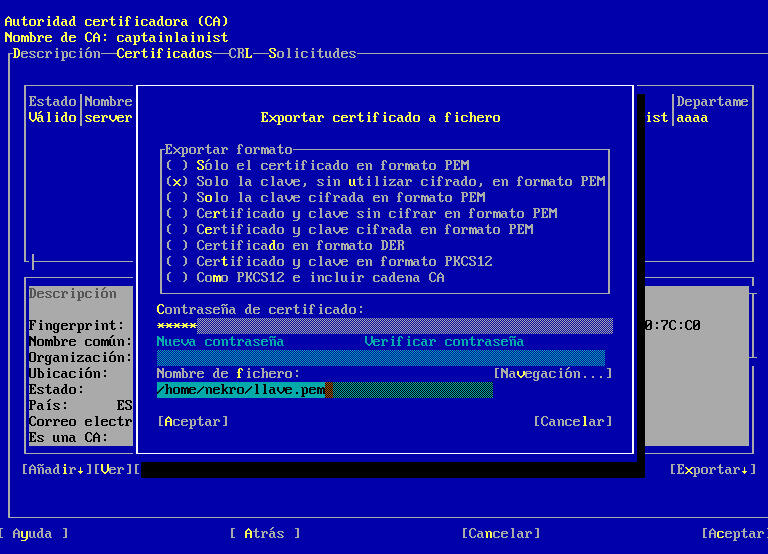 Autoridad certificadora (CA)
Nombre de CA: captainlainist
Descripción Certificados CRL Solicitudes
Estado Nombre ist Departame
Válido server aaaa
Exportar certificado a fichero
Exportar formato
( ) Sólo el certificado en formato PEM
(x) Solo la clave, sin utilizar cifrado, en formato PEM
( ) Solo la clave cifrada en formato PEM
( ) Certificado y clave sin cifrar en formato PEM
( ) Certificado y clave cifrada en formato PEM
( ) Certificado en formato DER
( ) Certificado y clave en formato PKCS12
( ) Como PKCS12 e incluir cadena CA
Contraseña de certificado:
*****
Nueva contraseña Verificar contraseña
Nombre de fichero: [Navegación...]
/home/nekro/llave.pem
[Aceptar] [Cancelar]
Descripción
Fingerprint: 0:7C:C0
Nombre común:
Organización:
Ubicación:
Estado:
País: ES
Correo electr
Es una CA:
[Añadir↓][Ver][ [Exportar↓]
[ Ayuda ] [ Atrás ] [Cancelar] [Aceptar